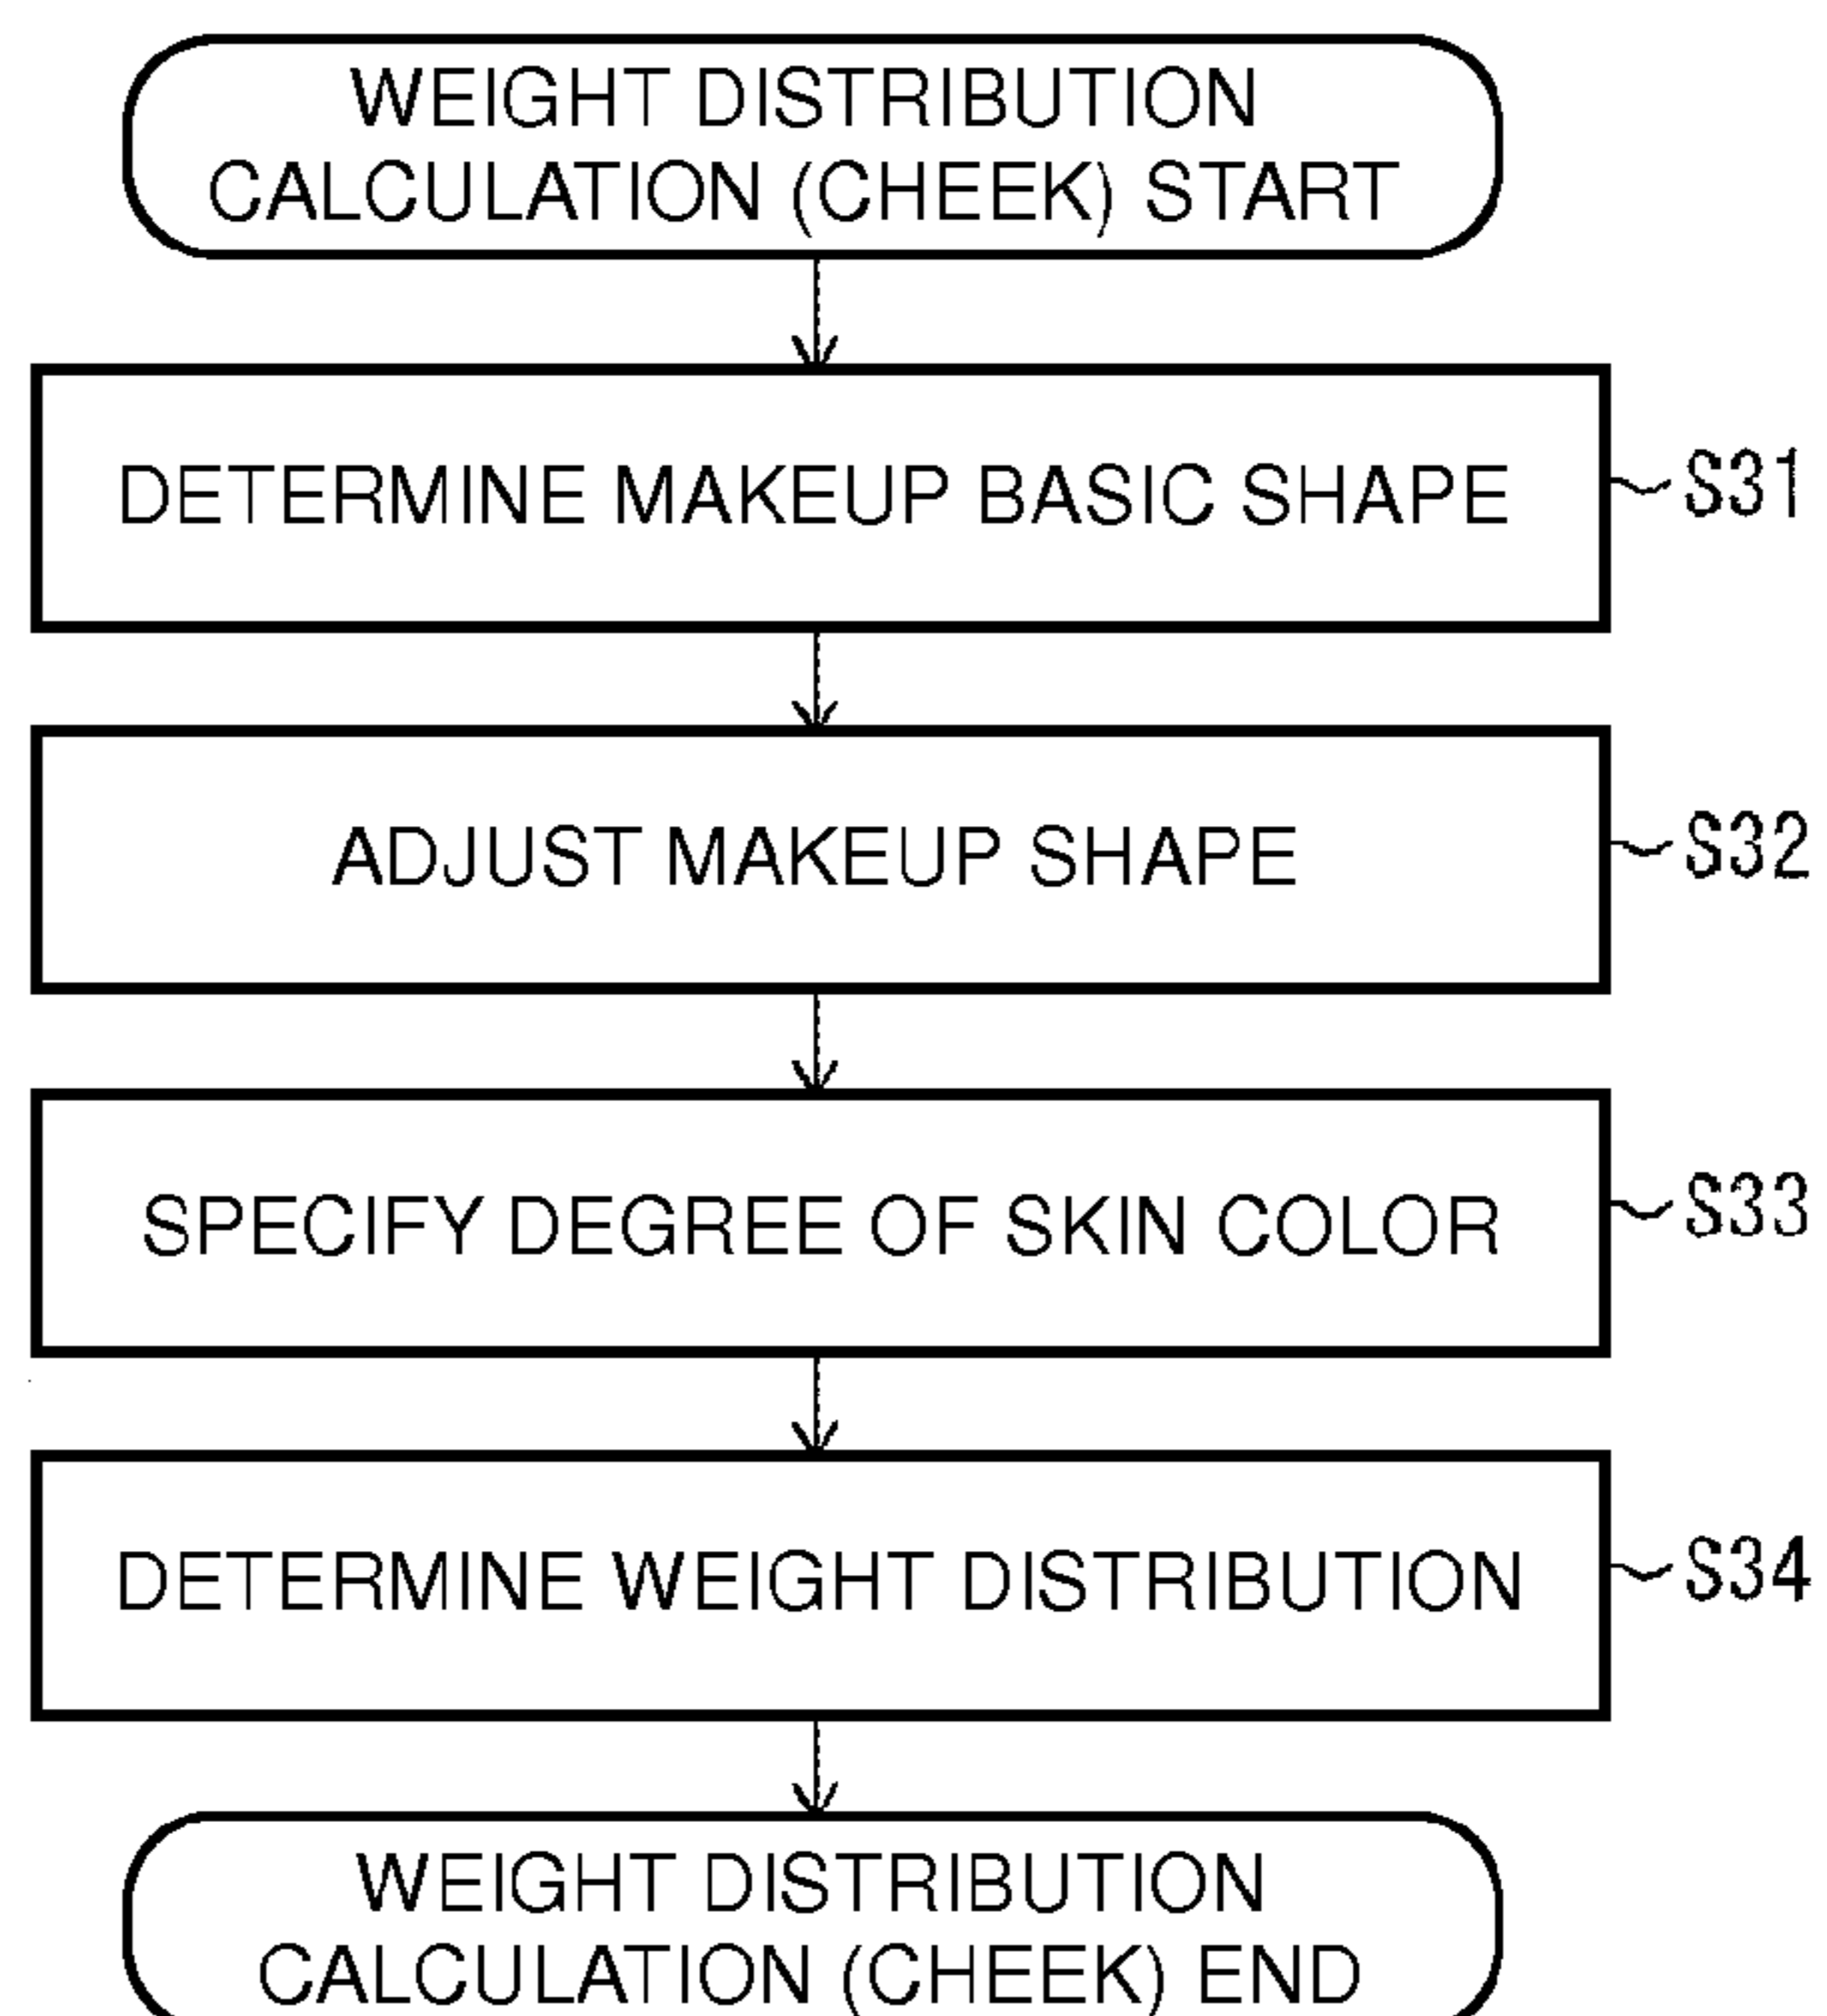 WEIGHT DISTRIBUTION
CALCULATION (CHEEK) START
DETERMINE MAKEUP BASIC SHAPE
S31
ADJUST MAKEUP SHAPE
S32
SPECIFY DEGREE OF SKIN COLOR
S33
DETERMINE WEIGHT DISTRIBUTION
S34
WEIGHT DISTRIBUTION
CALCULATION (CHEEK) END